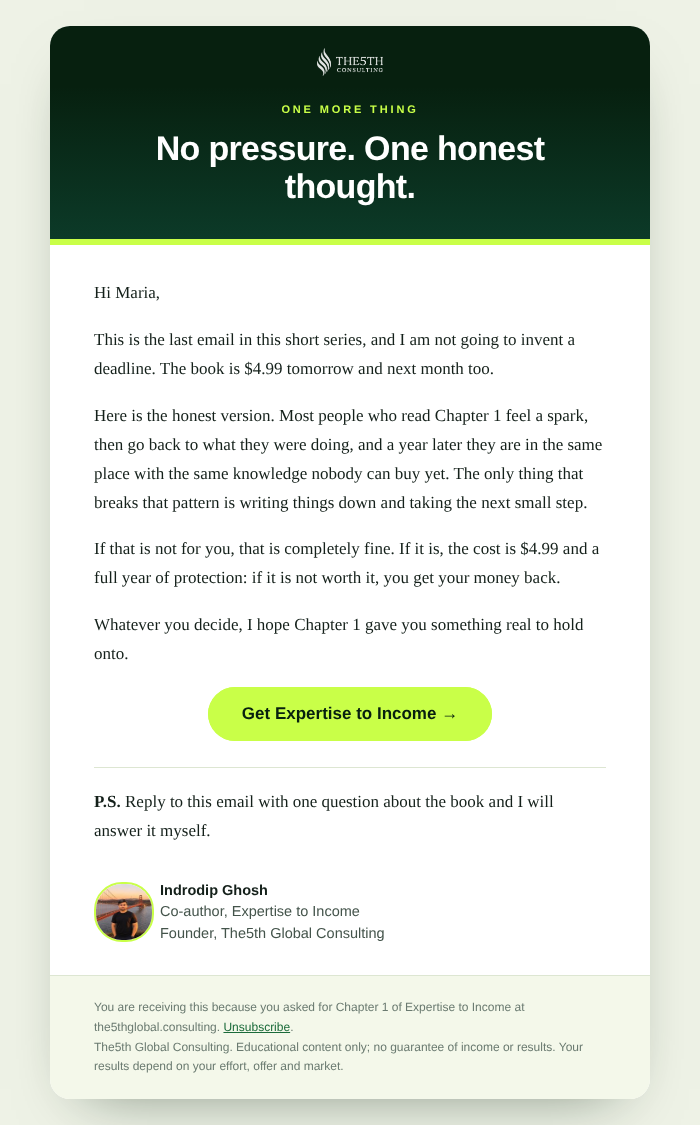 THE5TH
CONSULTING
ONE MORE THING
No pressure. One honest
thought.
Hi Maria,
This is the last email in this short series, and I am not going to invent a
deadline. The book is $4.99 tomorrow and next month too.
Here is the honest version. Most people who read Chapter 1 feel a spark,
then go back to what they were doing, and a year later they are in the same
place with the same knowledge nobody can buy yet. The only thing that
breaks that pattern is writing things down and taking the next small step.
If that is not for you, that is completely fine. If it is, the cost is $4.99 and a
full year of protection: if it is not worth it, you get your money back.
Whatever you decide, I hope Chapter 1 gave you something real to hold
onto.
Get Expertise to Income →
P.S. Reply to this email with one question about the book and I will
answer it myself.
Indrodip Ghosh
Co-author, Expertise to Income
Founder, The5th Global Consulting
You are receiving this because you asked for Chapter 1 of Expertise to Income at
the5thglobal.consulting. Unsubscribe.
The5th Global Consulting. Educational content only; no guarantee of income or results. Your
results depend on your effort, offer and market.